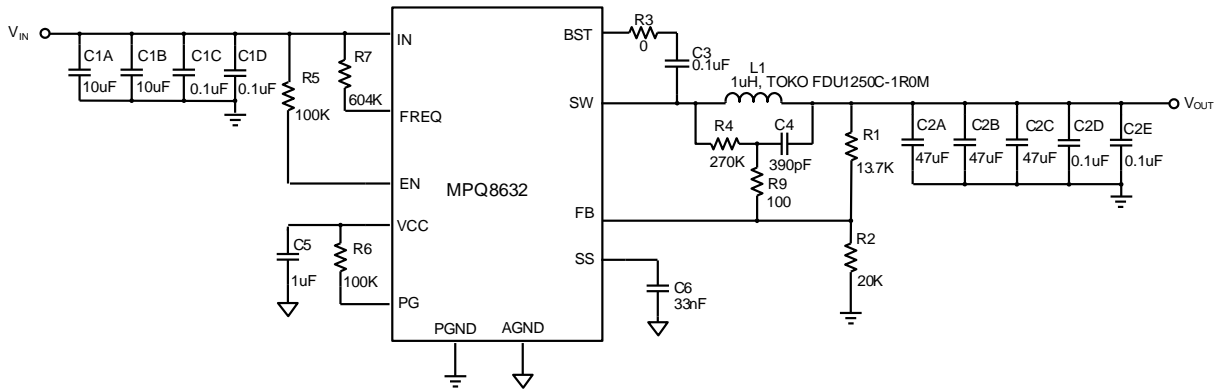 V_IN
C1A
10uF
C1B
10uF
C1C
0.1uF
C1D
0.1uF
R5
100K
R7
604K
IN
FREQ
EN
VCC
PG
C5
1uF
R6
100K
MPQ8632
PGND
AGND
BST
SW
FB
SS
R3
0
C3
0.1uF
L1
1uH, TOKO FDU1250C-1R0M
R4
270K
C4
390pF
R9
100
R1
13.7K
R2
20K
C6
33nF
C2A
47uF
C2B
47uF
C2C
47uF
C2D
0.1uF
C2E
0.1uF
V_OUT